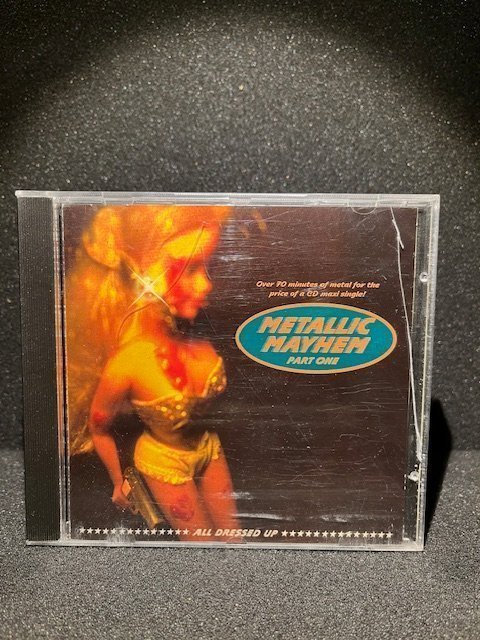 Over 70 minutes of metal for the
price of a CD maxi single!
METALLIC
MAYHEM
PART ONE
ALL DRESSED UP